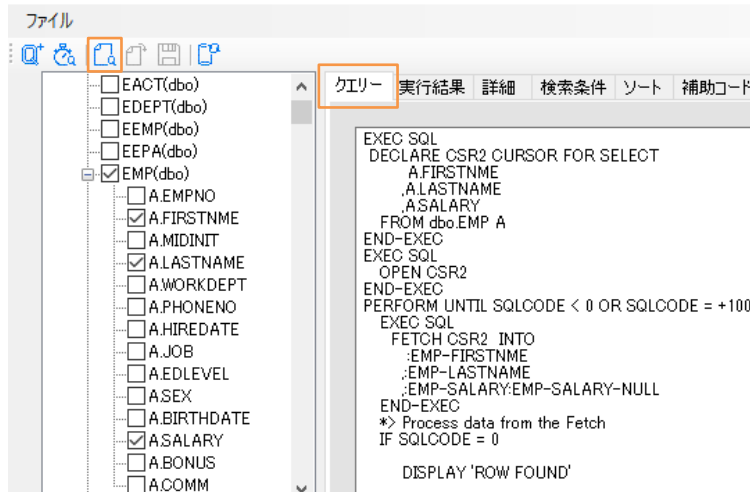 ファイル
EACT(dbo)
EDEPT(dbo)
EEMP(dbo)
EEPA(dbo)
EMP(dbo)
A.EMPNO
A.FIRSTNME
A.MIDINIT
A.LASTNAME
A.WORKDEPT
A.PHONENO
A.HIREDATE
A.JOB
A.EDLEVEL
A.SEX
A.BIRTHDATE
A.SALARY
A.BONUS
A.COMM
クエリー 実行結果 詳細 検索条件 ソート 補助コード
EXEC SQL
DECLARE CSR2 CURSOR FOR SELECT
A.FIRSTNME
,A.LASTNAME
,A.SALARY
FROM dbo.EMP A
END-EXEC
EXEC SQL
OPEN CSR2
END-EXEC
PERFORM UNTIL SQLCODE < 0 OR SQLCODE = +100
EXEC SQL
FETCH CSR2 INTO
:EMP-FIRSTNME
,:EMP-LASTNAME
,:EMP-SALARY:EMP-SALARY-NULL
END-EXEC
*> Process data from the Fetch
IF SQLCODE = 0
DISPLAY 'ROW FOUND'